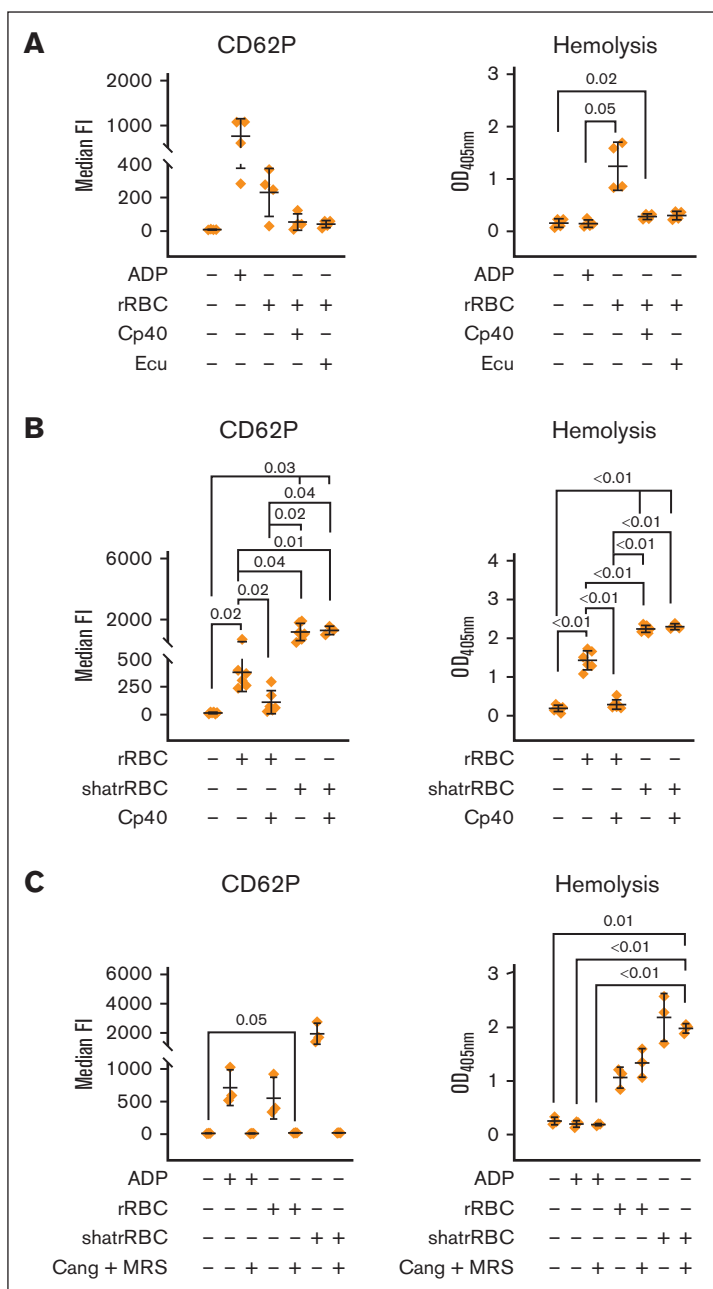 A
CD62P
Hemolysis
Median FI
2000
1000
400
200
0
OD405nm
3
2
1
0
0.02
0.05
ADP – + – – – – + – – –
rRBC – – + + + – – + + +
Cp40 – – – + – – – – + –
Ecu – – – – + – – – – +
B
CD62P
Hemolysis
Median FI
6000
2000
500
250
0
0.03
0.04
0.02
0.01
0.04
0.02
0.02
OD405nm
4
3
2
1
0
<0.01
<0.01
<0.01
<0.01
<0.01
<0.01
rRBC – + + – – rRBC – + + – –
shatrRBC – – – + + shatrRBC – – – + +
Cp40 – – + – + Cp40 – – + – +
C
CD62P
Hemolysis
Median FI
6000
4000
2000
1000
500
0
0.05
OD405nm
3
2
1
0
0.01
<0.01
<0.01
ADP – + + – – – – ADP – + + – – – –
rRBC – – – + + – – rRBC – – – + + – –
shatrRBC – – – – – + + shatrRBC – – – – – + +
Cang + MRS – – + – + – + Cang + MRS – – + – + – +